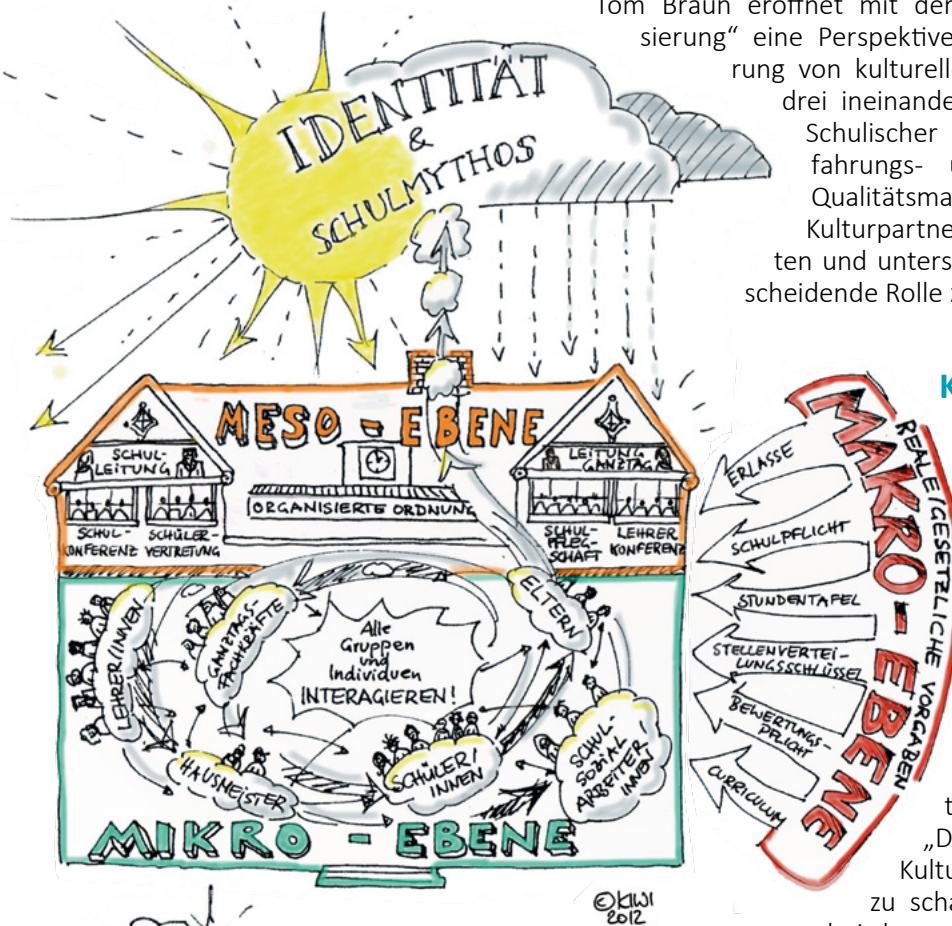 Tom Braun eröffnet mit der
sierung“ eine Perspektive
rung von kulturell
drei ineinande
Schulischer
fahrungs-
Qualitätsma
Kulturpartne
ten und unters
scheidende Rolle
IDENTITÄT
&
SCHULMYTHOS
MESO-EBENE
SCHUL-
LEITUNG
SCHUL-
KONFERENZ
SCHÜLER-
VERTRETUNG
ORGANISIERTE ORDNUNG
LEITUNG
GANZTAG
SCHUL-
PFLEG-
SCHAFT
LEHRER
KONFERENZ
LEHRER/INNEN
GANZTAGS-
FACHKRÄFTE
Alle
Gruppen
und
Individuen
INTERAGIEREN!
ELTERN
HAUSMEISTER
SCHÜLER/
INNEN
SCHUL-
SOZIAL
ARBEITER/
INNEN
MIKRO-EBENE
©KIWI
2012
K
MAKRO-EBENE
REALE/GESETZLICHE VORGABEN
ERLASSE
SCHULPFLICHT
STUNDENTAFEL
STELLENVERTEI-
LUNGSSCHLÜSSEL
BEWERTUNGS-
PFLICHT
CURRICULUM
t
„D
Kultu
zu scha